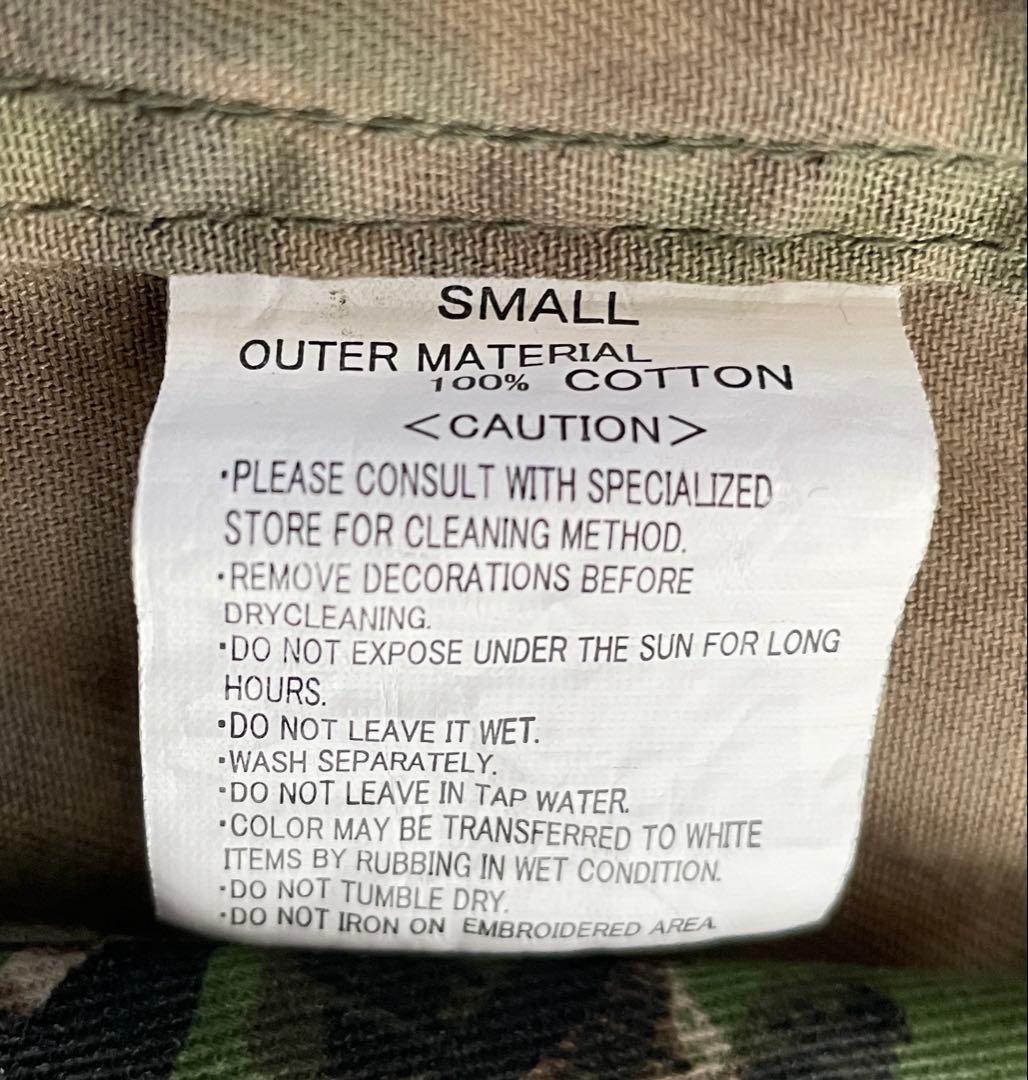 SMALL
OUTER MATERIAL
100% COTTON
<CAUTION>
・PLEASE CONSULT WITH SPECIALIZED
STORE FOR CLEANING METHOD.
・REMOVE DECORATIONS BEFORE
DRYCLEANING.
・DO NOT EXPOSE UNDER THE SUN FOR LONG
HOURS.
・DO NOT LEAVE IT WET.
・WASH SEPARATELY.
・DO NOT LEAVE IN TAP WATER.
・COLOR MAY BE TRANSFERRED TO WHITE
ITEMS BY RUBBING IN WET CONDITION.
・DO NOT TUMBLE DRY.
・DO NOT IRON ON EMBROIDERED AREA.